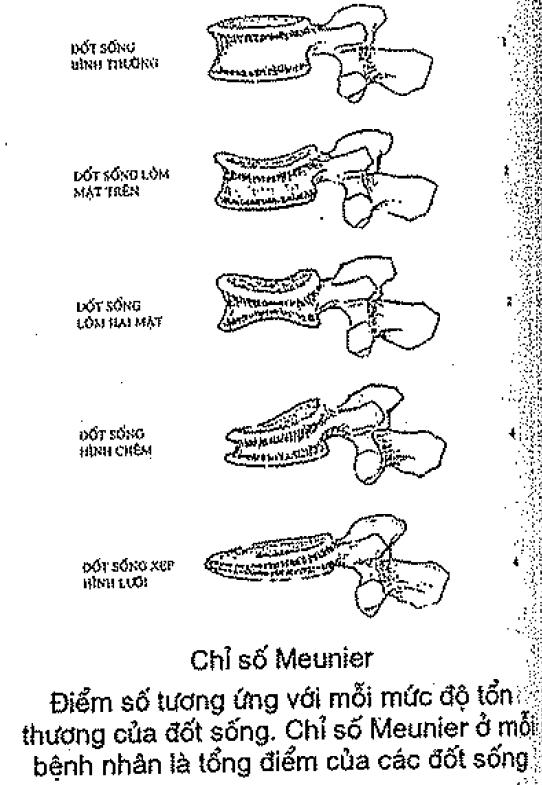 ĐỐT SỐNG
BÌNH THƯỜNG
1
ĐỐT SỐNG LÕM
MẶT TRÊN
2
ĐỐT SỐNG
LÕM HAI MẶT
2
ĐỐT SỐNG
HÌNH CHÊM
4
ĐỐT SỐNG XẸP
HÌNH LƯỠI
4
Chỉ số Meunier
Điểm số tương ứng với mỗi mức độ tổn
thương của đốt sống. Chỉ số Meunier ở mỗi
bệnh nhân là tổng điểm của các đốt sống